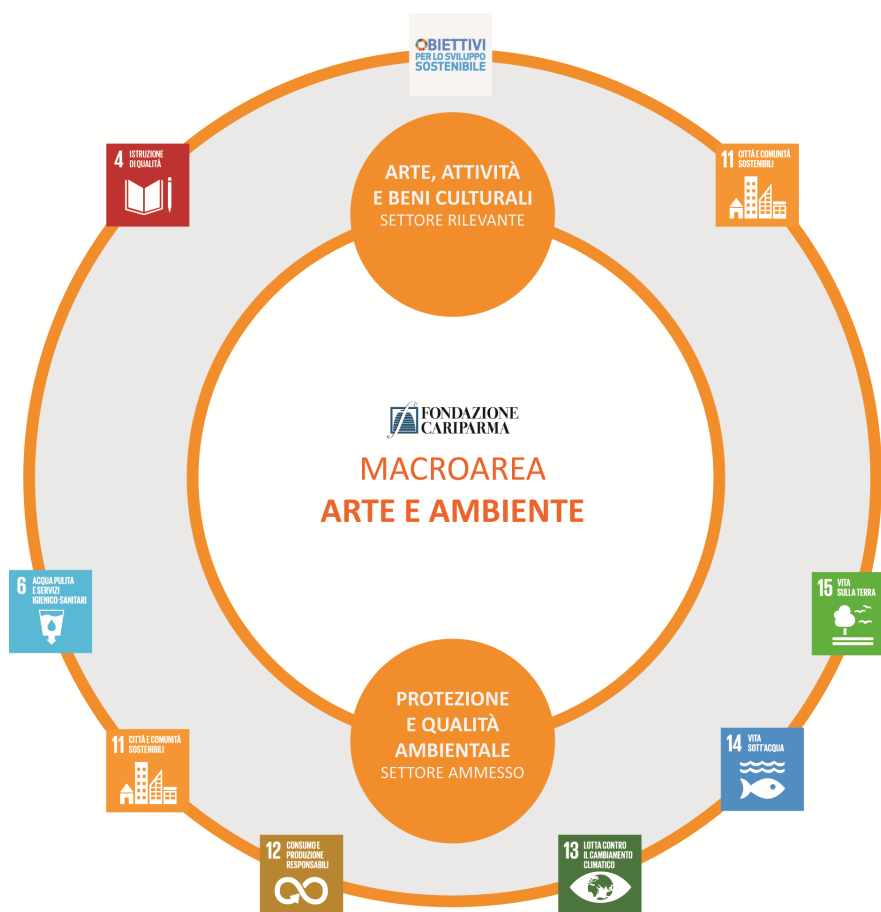 OBIETTIVI
PER LO SVILUPPO
SOSTENIBILE
4 ISTRUZIONE
DI QUALITÀ
ARTE, ATTIVITÀ
E BENI CULTURALI
SETTORE RILEVANTE
11 CITTÀ E COMUNITÀ
SOSTENIBILI
FONDAZIONE
CARIPARMA
MACROAREA
ARTE E AMBIENTE
6 ACQUA PULITA
E SERVIZI
IGIENICO-SANITARI
15 VITA
SULLA TERRA
PROTEZIONE
E QUALITÀ
AMBIENTALE
SETTORE AMMESSO
11 CITTÀ E COMUNITÀ
SOSTENIBILI
14 VITA
SOTT'ACQUA
12 CONSUMO E
PRODUZIONE
RESPONSABILI
13 LOTTA CONTRO
IL CAMBIAMENTO
CLIMATICO